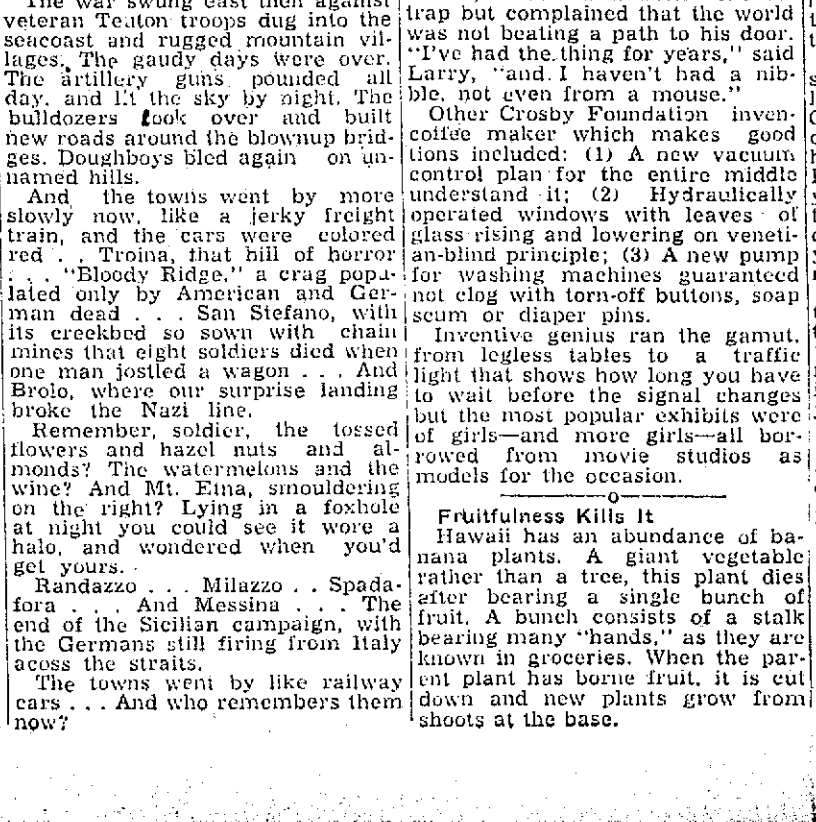 The war swung east then against
veteran Teuton troops dug into the
seacoast and rugged mountain vil-
lages. The gaudy days were over.
The artillery guns pounded all
day, and lit the sky by night. The
bulldozers took over and built
new roads around the blownup brid-
ges. Doughboys bled again on un-
named hills.
And the towns went by more
slowly now, like a jerky freight
train, and the cars were colored
red . . Troina, that hill of horror
. . . "Bloody Ridge," a crag popu-
lated only by American and Ger-
man dead . . . San Stefano, with
its creekbed so sown with chain
mines that eight soldiers died when
one man jostled a wagon . . . And
Brolo, where our surprise landing
broke the Nazi line.
Remember, soldier, the tossed
flowers and hazel nuts and al-
monds? The watermelons and the
wine? And Mt. Etna, smouldering
on the right? Lying in a foxhole
at night you could see it wore a
halo, and wondered when you'd
get yours.
Randazzo . . . Milazzo . . Spada-
fora . . . And Messina . . . The
end of the Sicilian campaign, with
the Germans still firing from Italy
acoss the straits.
The towns went by like railway
cars . . . And who remembers them
now?
trap but complained that the world
was not beating a path to his door.
"I've had the thing for years," said
Larry, "and I haven't had a nib-
ble, not even from a mouse."
Other Crosby Foundation inven-
coffee maker which makes good
tions included: (1) A new vacuum
control plan for the entire middle
understand it; (2) Hydraulically
operated windows with leaves of
glass rising and lowering on veneti-
an-blind principle; (3) A new pump
for washing machines guaranteed
not clog with torn-off buttons, soap
scum or diaper pins.
Inventive genius ran the gamut,
from legless tables to a traffic
light that shows how long you have
to wait before the signal changes
but the most popular exhibits were
of girls—and more girls—all bor-
rowed from movie studios as
models for the occasion.
o
Fruitfulness Kills It
Hawaii has an abundance of ba-
nana plants. A giant vegetable
rather than a tree, this plant dies
after bearing a single bunch of
fruit. A bunch consists of a stalk
bearing many "hands," as they are
known in groceries. When the par-
ent plant has borne fruit, it is cut
down and new plants grow from
shoots at the base.